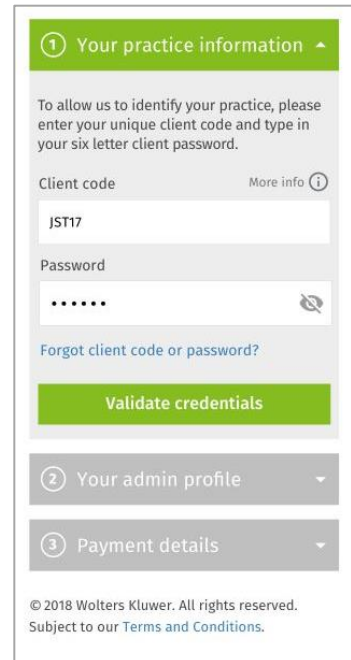 1 Your practice information
To allow us to identify your practice, please
enter your unique client code and type in
your six letter client password.
Client code More info i
JST17
Password
••••••
Forgot client code or password?
Validate credentials
2 Your admin profile
3 Payment details
© 2018 Wolters Kluwer. All rights reserved.
Subject to our Terms and Conditions.